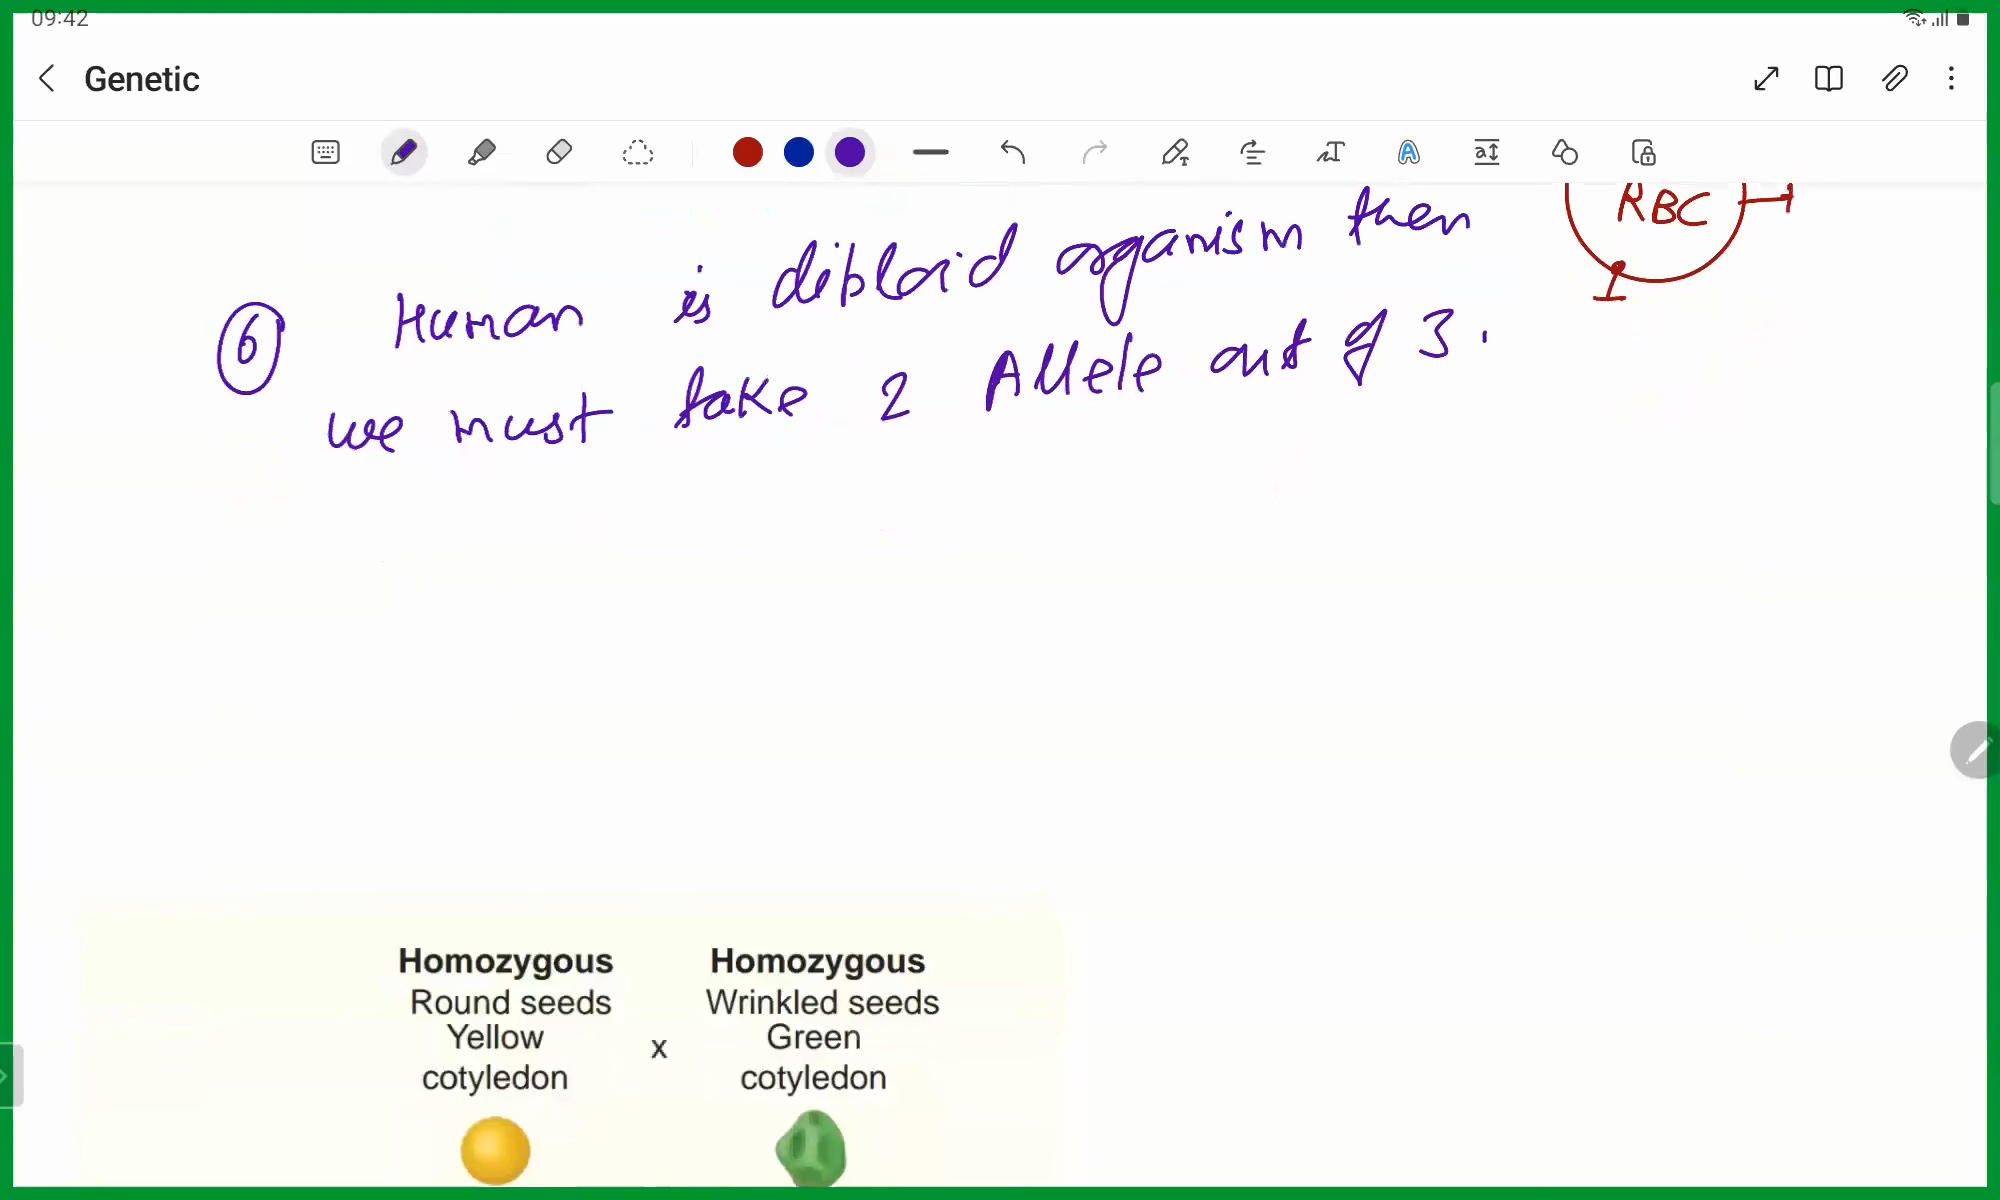 09:42
Genetic
RBC
⑥ Human is dibloid organism then
we must take 2 Allele out of 3.
Homozygous Homozygous
Round seeds Wrinkled seeds
Yellow x Green
cotyledon cotyledon